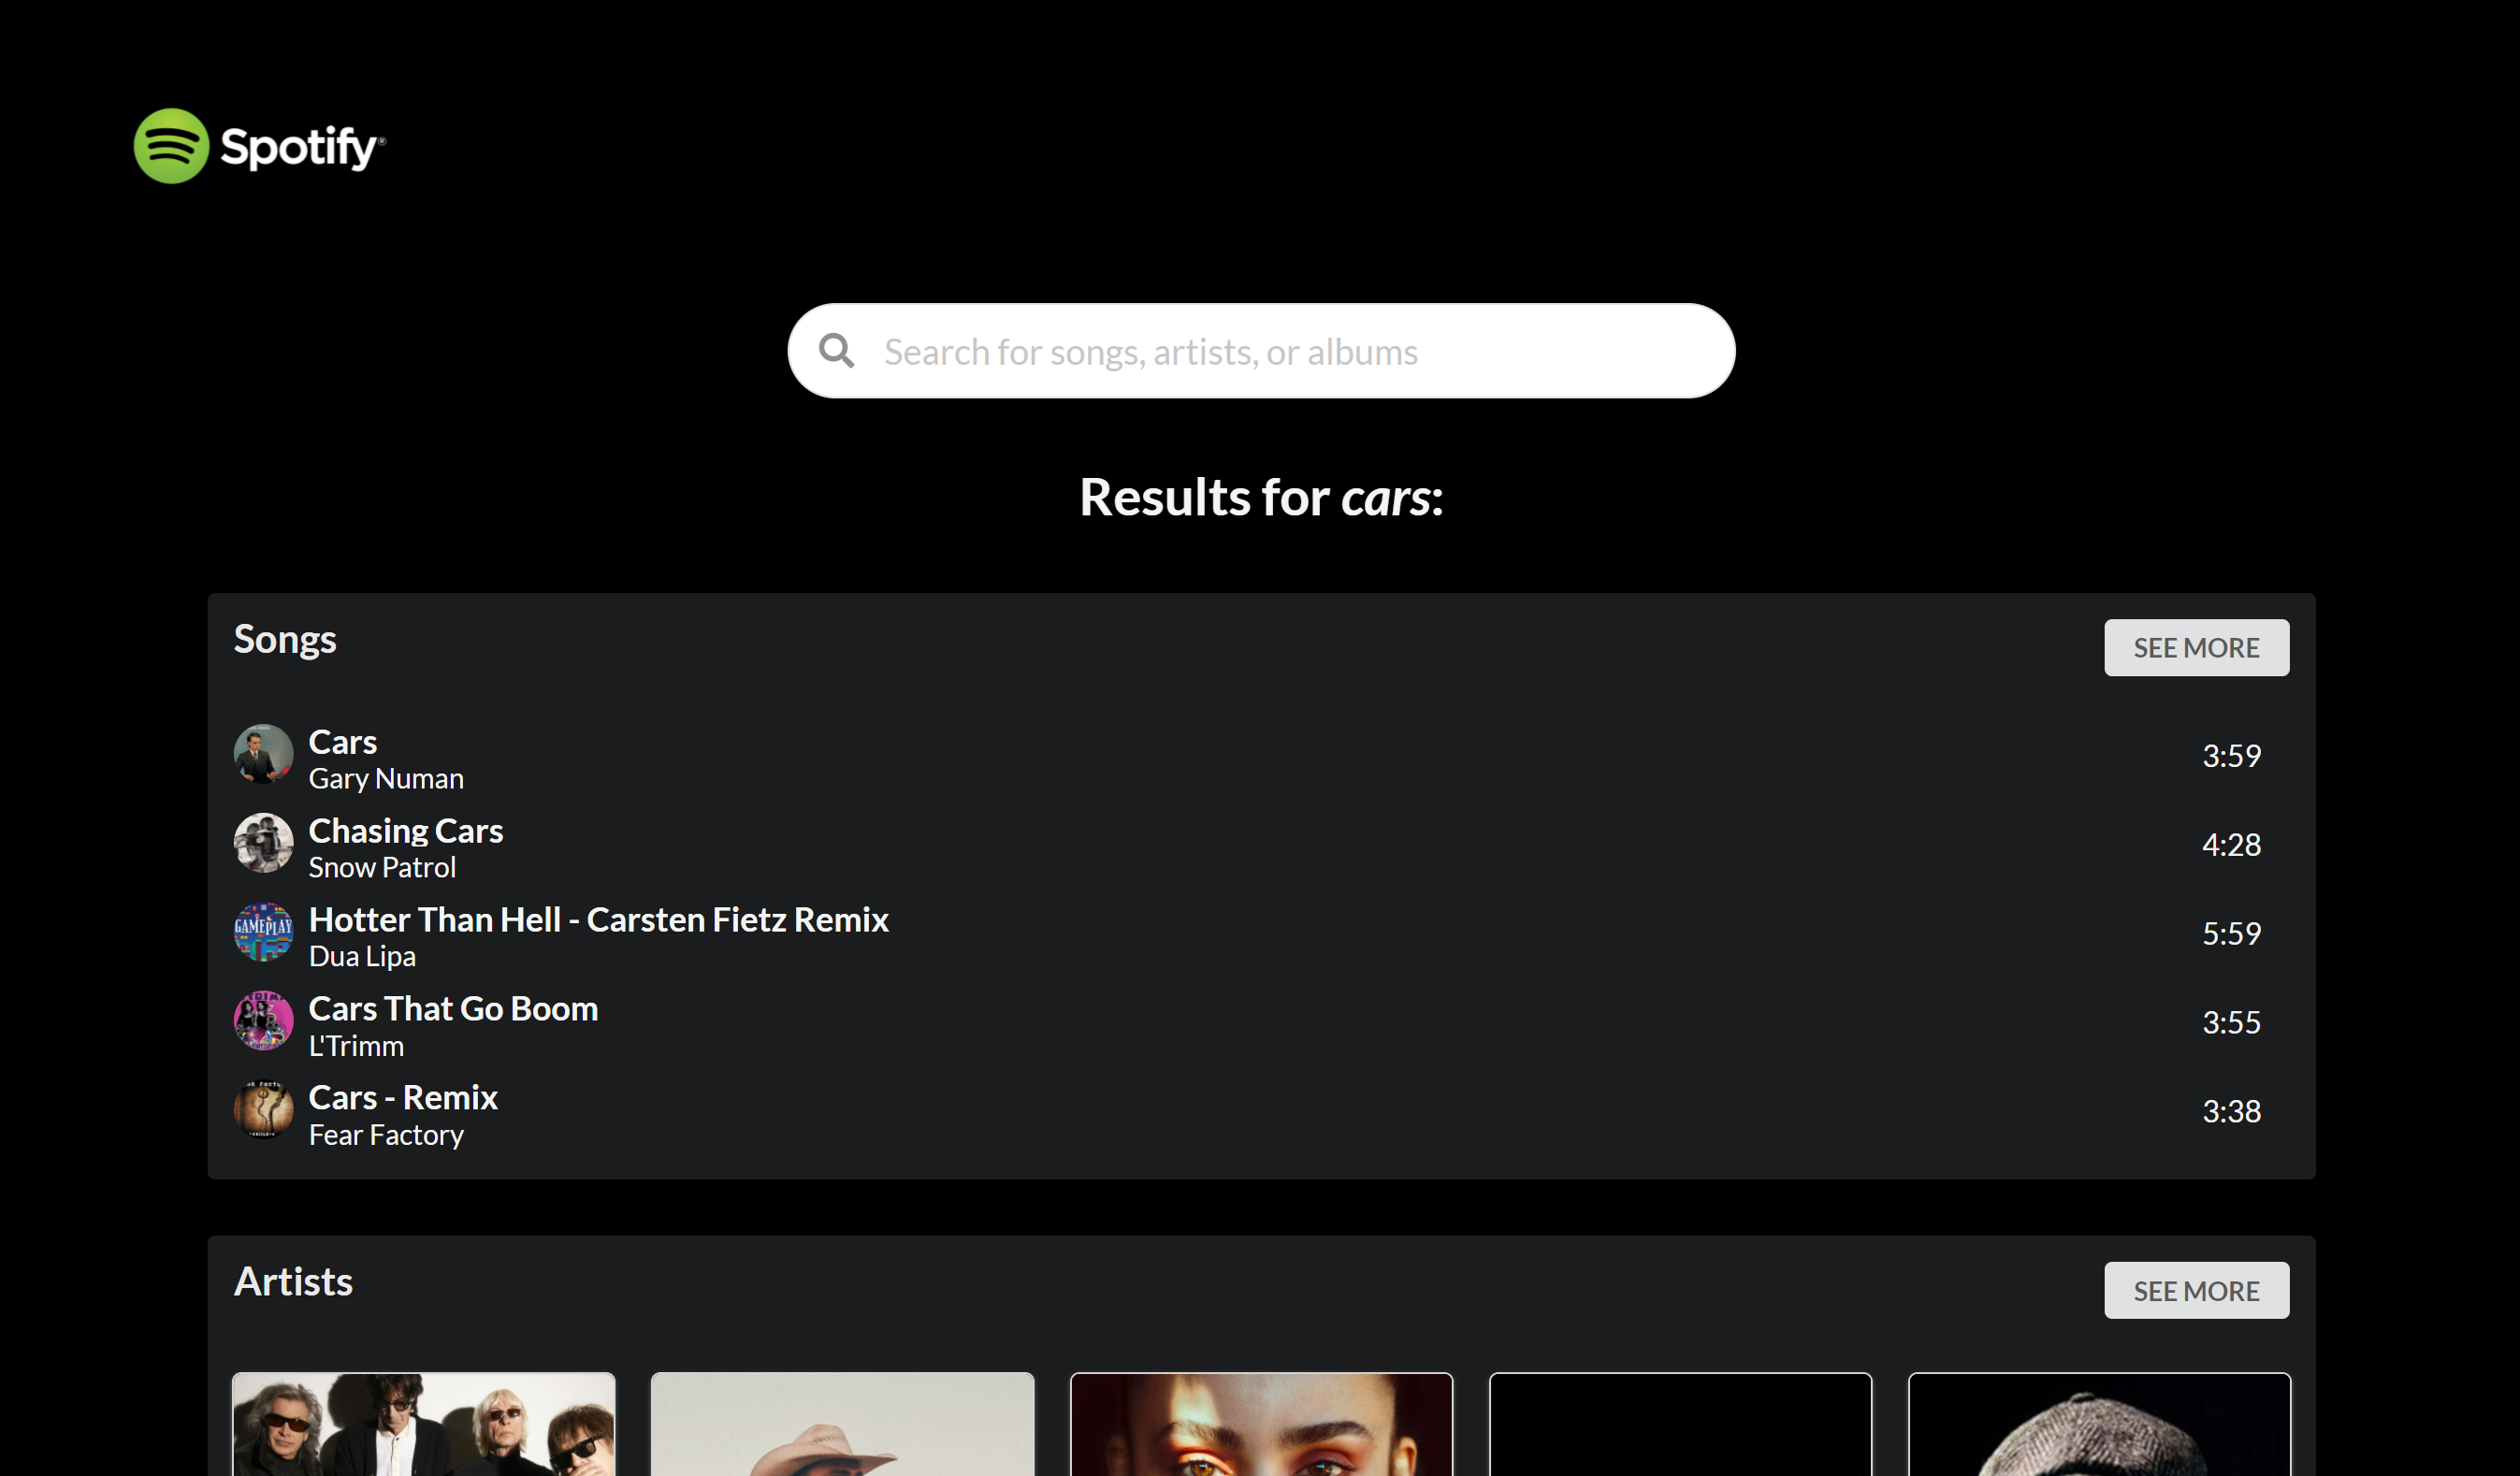 Spotify®
Search for songs, artists, or albums
Results for cars:
Songs
SEE MORE
Cars
Gary Numan
3:59
Chasing Cars
Snow Patrol
4:28
GAMEPLAY
Hotter Than Hell - Carsten Fietz Remix
Dua Lipa
5:59
Cars That Go Boom
L'Trimm
3:55
Cars - Remix
Fear Factory
3:38
Artists
SEE MORE